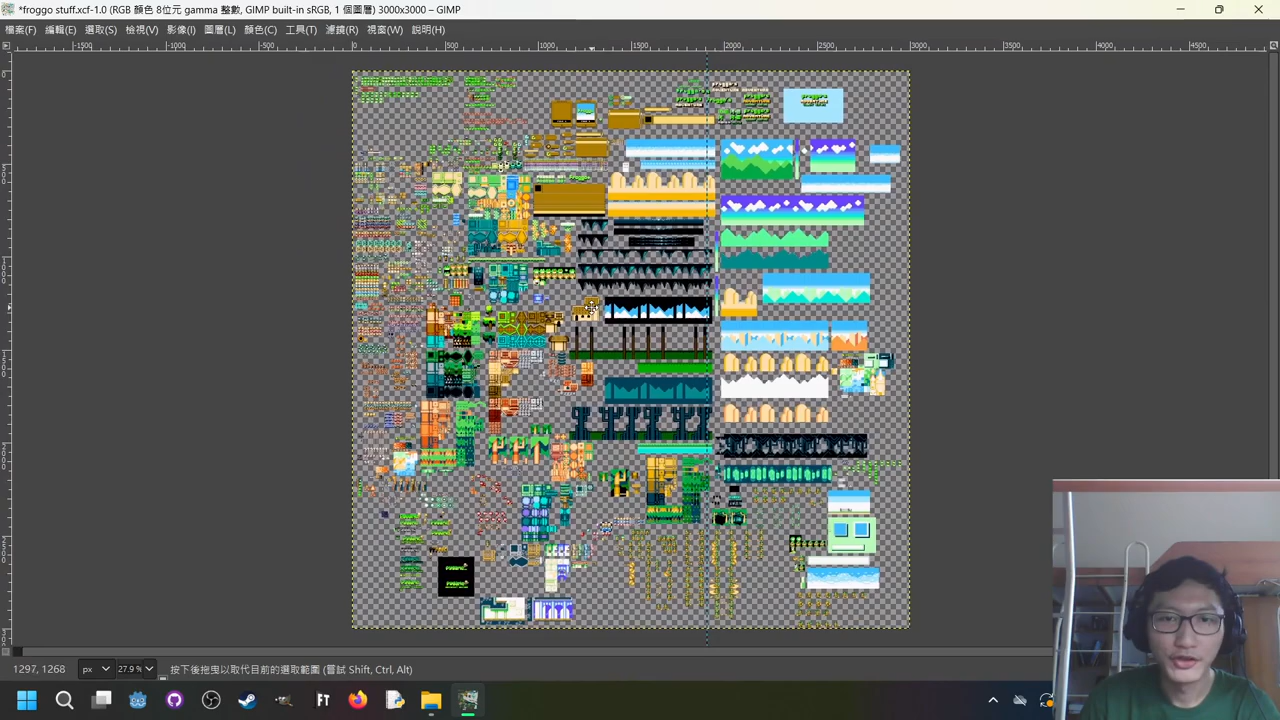 *froggo stuff.xcf-1.0 (RGB 顏色 8位元 gamma 整數, GIMP built-in sRGB, 1 個圖層) 3000x3000 – GIMP
檔案(F) 編輯(E) 選取(S) 檢視(V) 影像(I) 圖層(L) 顏色(C) 工具(T) 濾鏡(R) 視窗(W) 說明(H)
-1500 -1000 -500 0 500 1000 1500 2000 2500 3000 3500 4000 4500
1297, 1268 px 27.9 % 按下後拖曳以取代目前的選取範圍 (嘗試 Shift, Ctrl, Alt)
FT